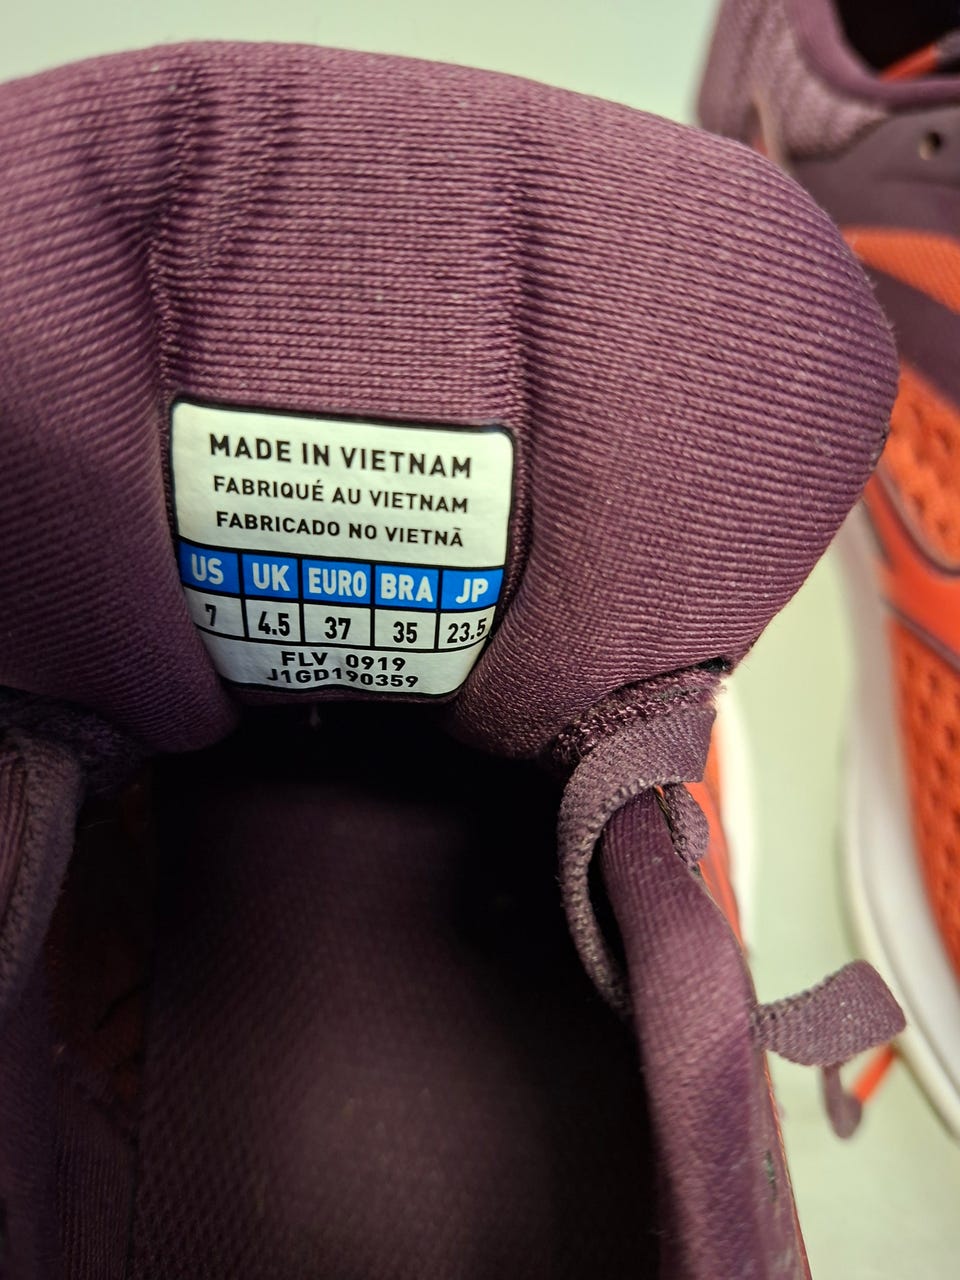 MADE IN VIETNAM
FABRIQUÉ AU VIETNAM
FABRICADO NO VIETNÃ
US UK EURO BRA JP
7 4.5 37 35 23.5
FLV 0919
J1GD190359